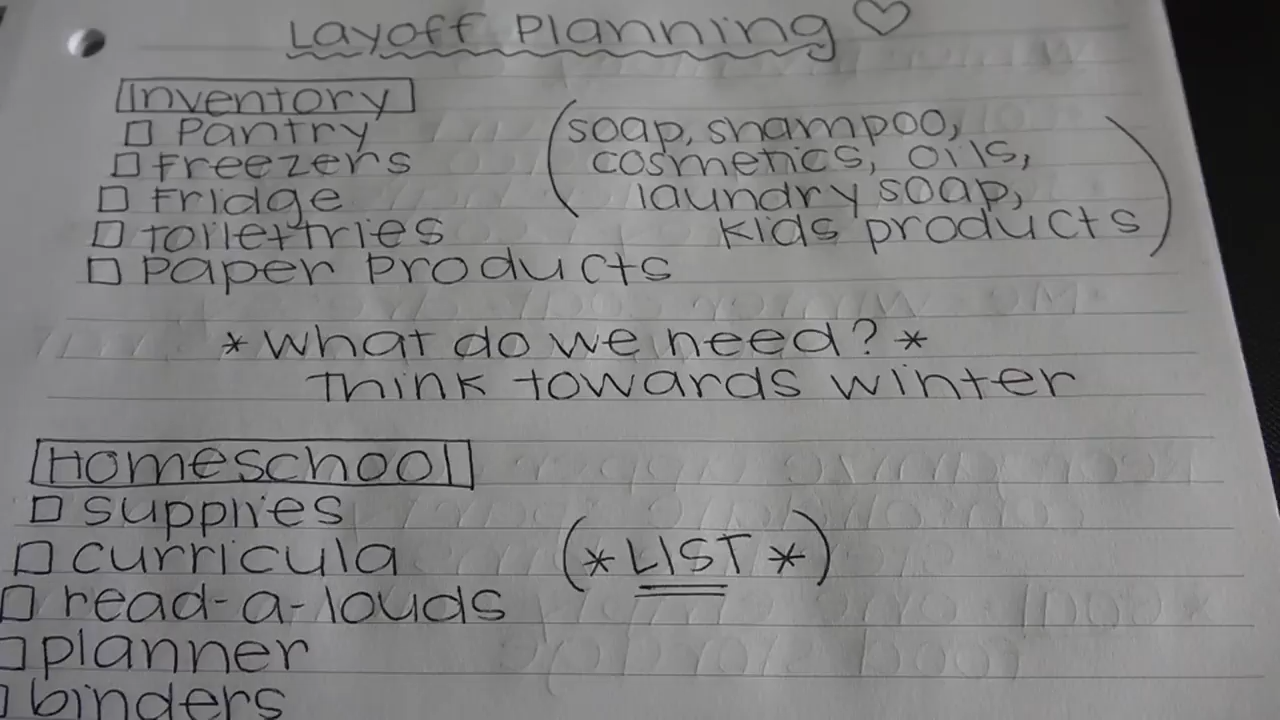 Layoff Planning ♡
Inventory
□ Pantry
□ freezers
□ Fridge
□ toilettries
□ Paper Products
(soap, shampoo,
cosmetics, oils,
laundry soap,
kids products)
*What do we need?*
Think towards winter
Homeschool
□ supplies
□ curricula
(*LIST*)
□ read-a-louds
□ planner
□ binders